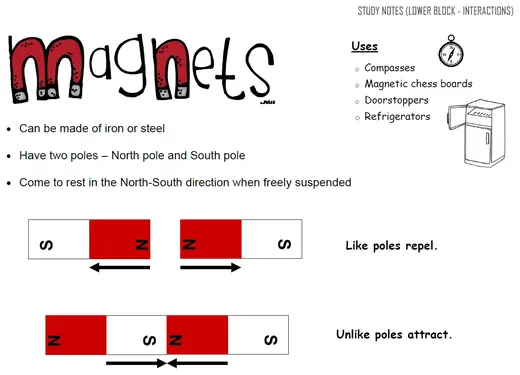 STUDY NOTES (LOWER BLOCK - INTERACTIONS)
magnets
Uses
○ Compasses
○ Magnetic chess boards
○ Doorstoppers
○ Refrigerators
• Can be made of iron or steel
• Have two poles – North pole and South pole
• Come to rest in the North-South direction when freely suspended
S N N S
Like poles repel.
N S N S
Unlike poles attract.